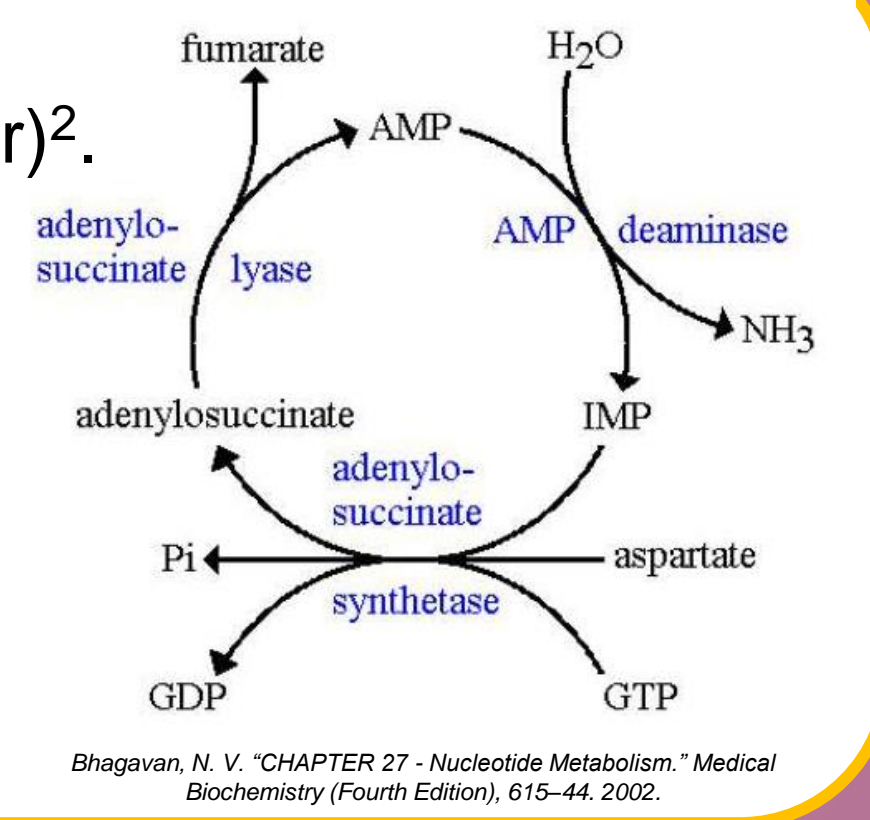 fumarate
H2O
r)².
AMP
adenylo-
succinate lyase
AMP deaminase
NH3
adenylosuccinate
IMP
adenylo-
succinate
Pi
aspartate
synthetase
GDP
GTP
Bhagavan, N. V. “CHAPTER 27 - Nucleotide Metabolism.” Medical
Biochemistry (Fourth Edition), 615–44. 2002.